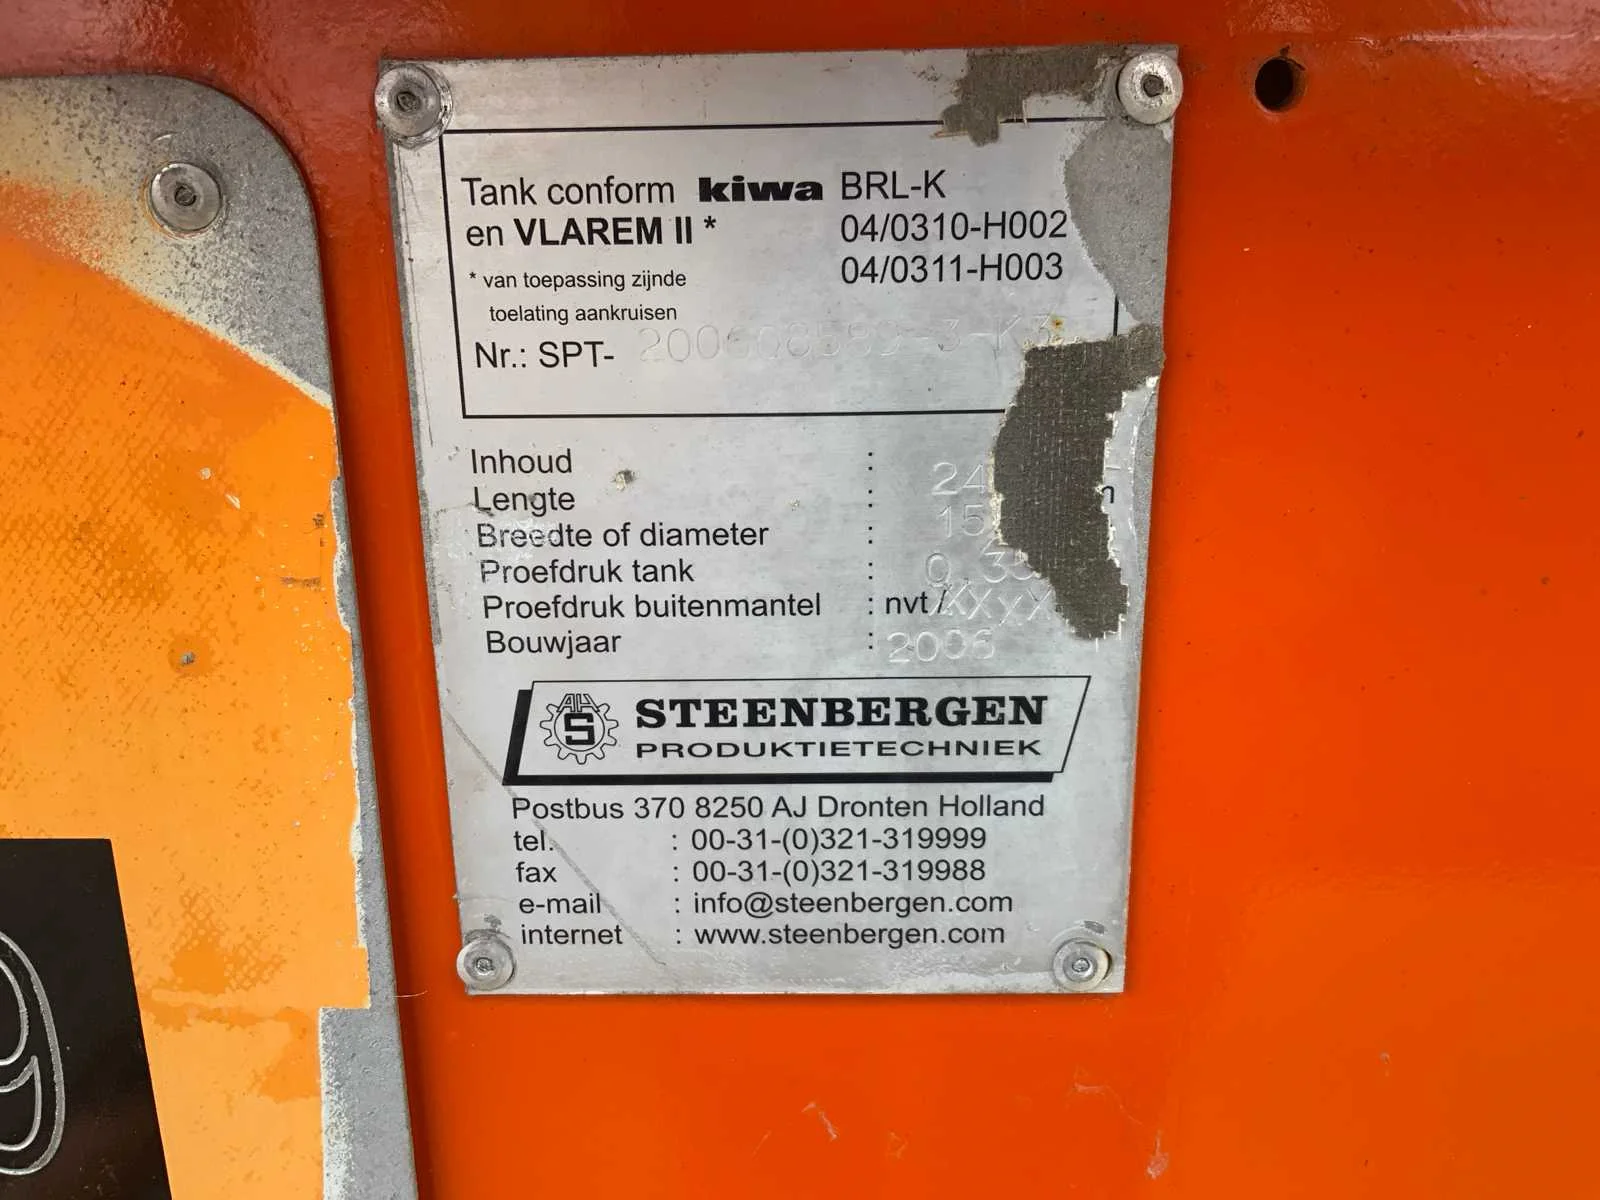 Tank conform kiwa BRL-K
en VLAREM II * 04/0310-H002
04/0311-H003
* van toepassing zijnde
toelating aankruisen
Nr.: SPT-
Inhoud :
Lengte :
Breedte of diameter :
Proefdruk tank :
Proefdruk buitenmantel : nvt /
Bouwjaar : 2006
AH
S
STEENBERGEN
PRODUKTIETECHNIEK
Postbus 370 8250 AJ Dronten Holland
tel. : 00-31-(0)321-319999
fax : 00-31-(0)321-319988
e-mail : info@steenbergen.com
internet : www.steenbergen.com